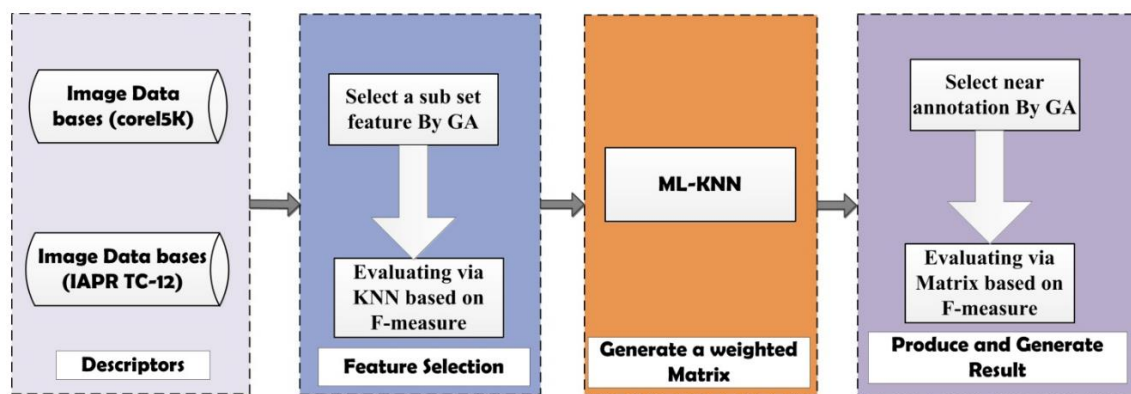 Image Data
bases (corel5K)
Image Data bases
(IAPR TC-12)
Descriptors
Select a sub set
feature By GA
Evaluating via
KNN based on
F-measure
Feature Selection
ML-KNN
Generate a weighted
Matrix
Select near
annotation By GA
Evaluating via
Matrix based on
F-measure
Produce and Generate
Result